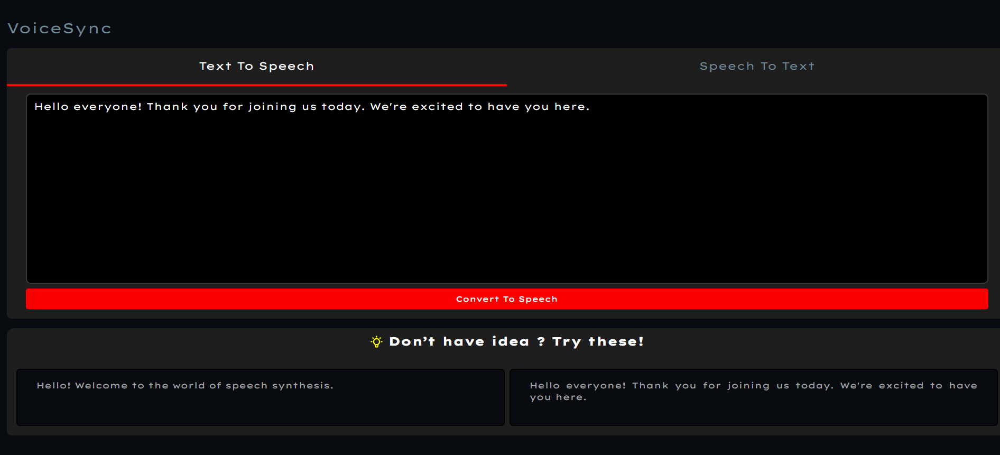 VoiceSync
Text To Speech
Speech To Text
Hello everyone! Thank you for joining us today. We're excited to have you here.
Convert To Speech
Don’t have idea ? Try these!
Hello! Welcome to the world of speech synthesis.
Hello everyone! Thank you for joining us today. We're excited to have
you here.